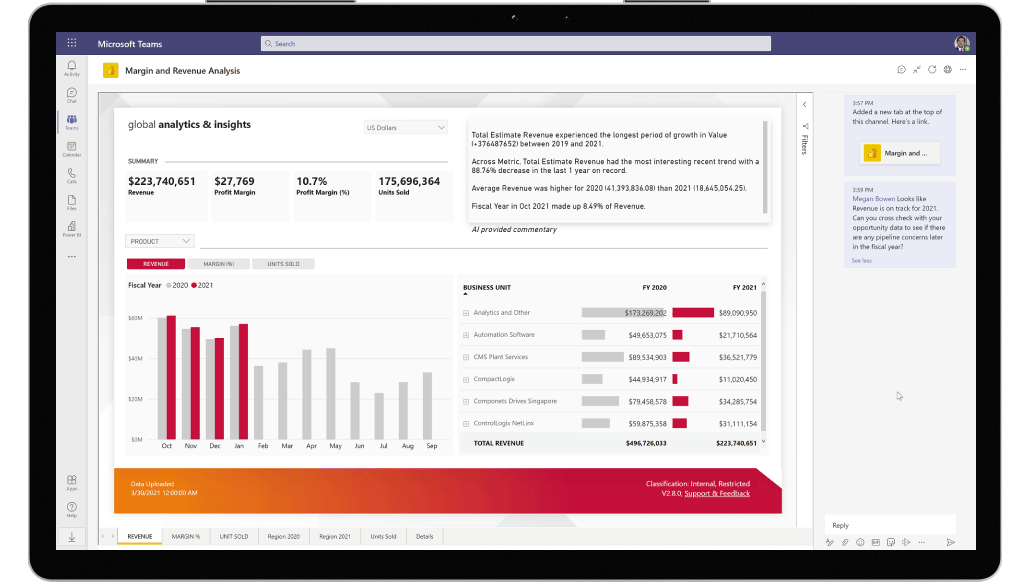 Microsoft Teams
Search
Activity
Chat
Teams
Calendar
Calls
Files
Power BI
Apps
Help
Margin and Revenue Analysis
global analytics & insights
US Dollars
SUMMARY
$223,740,651
Revenue
$27,769
Profit Margin
10.7%
Profit Margin (%)
175,696,364
Units Sold
Total Estimate Revenue experienced the longest period of growth in Value
(+376487652) between 2019 and 2021.
Across Metric, Total Estimate Revenue had the most interesting recent trend with a
88.76% decrease in the last 1 year on record.
Average Revenue was higher for 2020 (41,393,836.08) than 2021 (18,645,054.25).
Fiscal Year in Oct 2021 made up 8.49% of Revenue.
AI provided commentary
PRODUCT
REVENUE MARGIN (%) UNITS SOLD
Fiscal Year 2020 2021
$60M
$40M
$20M
$0M
Oct Nov Dec Jan Feb Mar Apr May Jun Jul Aug Sep
BUSINESS UNIT FY 2020 FY 2021
Analytics and Other $173,269,202 $89,090,950
Automation Software $49,653,075 $21,710,564
CMS Plant Services $89,534,903 $36,521,779
CompactLogix $44,934,917 $11,020,450
Componets Drives Singapore $79,458,578 $34,285,754
ControlLogix NetLinx $59,875,358 $31,111,154
TOTAL REVENUE $496,726,033 $223,740,651
Data Uploaded
3/30/2021 12:00:00 AM
Classification: Internal, Restricted
V2.8.0, Support & Feedback
REVENUE MARGIN % UNIT SOLD Region 2020 Region 2021 Units Sold Details
Filters
3:57 PM
Added a new tab at the top of
this channel. Here's a link.
Margin and ...
3:59 PM
Megan Bowen Looks like
Revenue is on track for 2021.
Can you cross check with your
opportunity data to see if there
are any pipeline concerns later
in the fiscal year?
See less
Reply